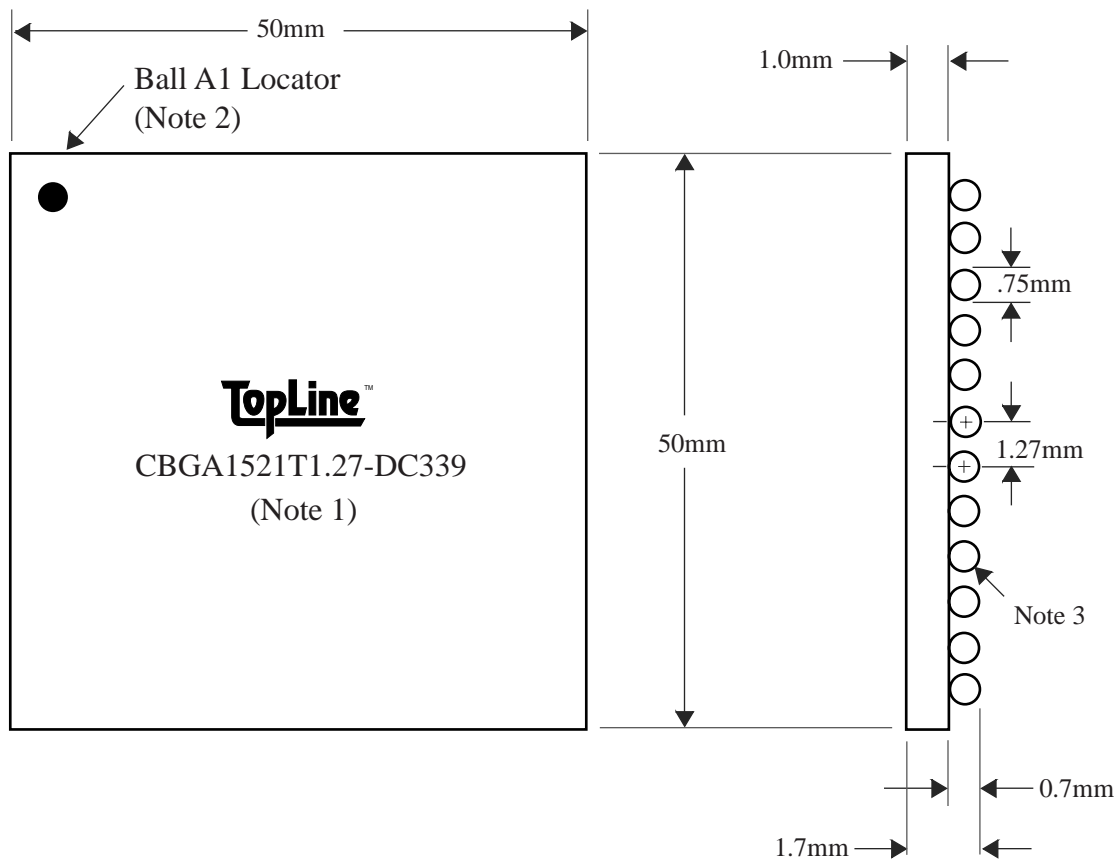 50mm
Ball A1 Locator
(Note 2)
1.0mm
.75mm
TopLine™
CBGA1521T1.27-DC339
(Note 1)
50mm
1.27mm
Note 3
0.7mm
1.7mm